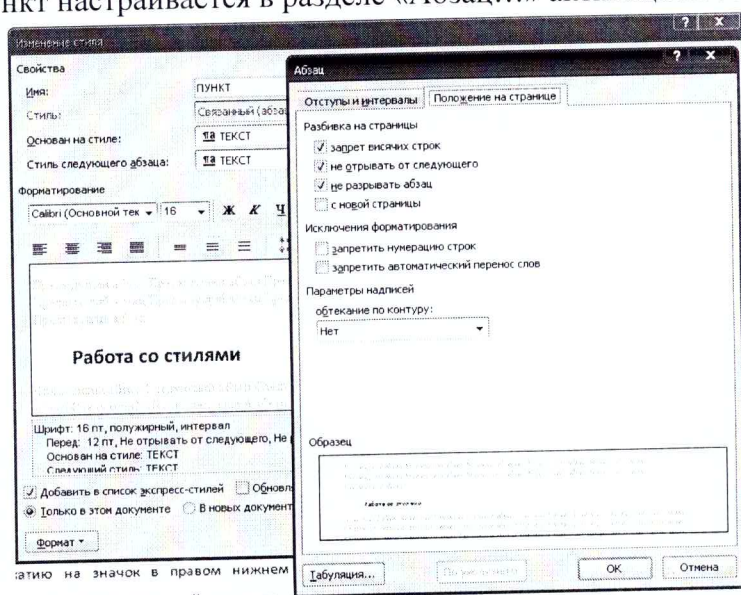 нкт настраивается в разделе «Абзац...»
Изменение стиля
Свойства
Имя:
ПУНКТ
Стиль:
Связанный (абзац
Основан на стиле:
¶a ТЕКСТ
Стиль следующего абзаца:
¶a ТЕКСТ
Форматирование
Calibri (Основной тек
16
Ж К Ч
Работа со стилями
Шрифт: 16 пт, полужирный, интервал
Перед: 12 пт, Не отрывать от следующего, Не
Основан на стиле: ТЕКСТ
Следующий стиль: ТЕКСТ
Добавить в список экспресс-стилей
Обновл
Только в этом документе
В новых документ
Формат
атию на значок в правом нижнем
? X
Абзац
? X
Отступы и интервалы
Положение на странице
Разбивка на страницы
запрет висячих строк
не отрывать от следующего
не разрывать абзац
с новой страницы
Исключения форматирования
запретить нумерацию строк
запретить автоматический перенос слов
Параметры надписей
обтекание по контуру:
Нет
Образец
Работа со стилями
Табуляция...
По умолчанию
ОК
Отмена